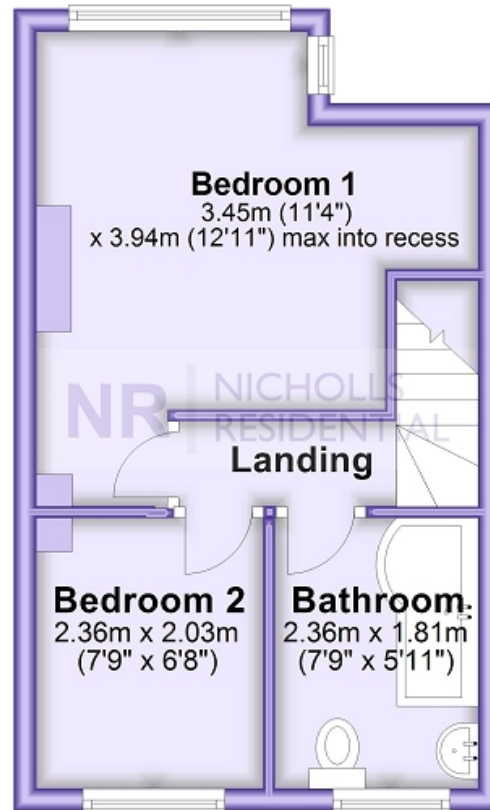 Bedroom 1
3.45m (11'4")
x 3.94m (12'11") max into recess
NR
NICHOLLS
RESIDENTIAL
Landing
Bedroom 2
2.36m x 2.03m
(7'9" x 6'8")
Bathroom
2.36m x 1.81m
(7'9" x 5'11")